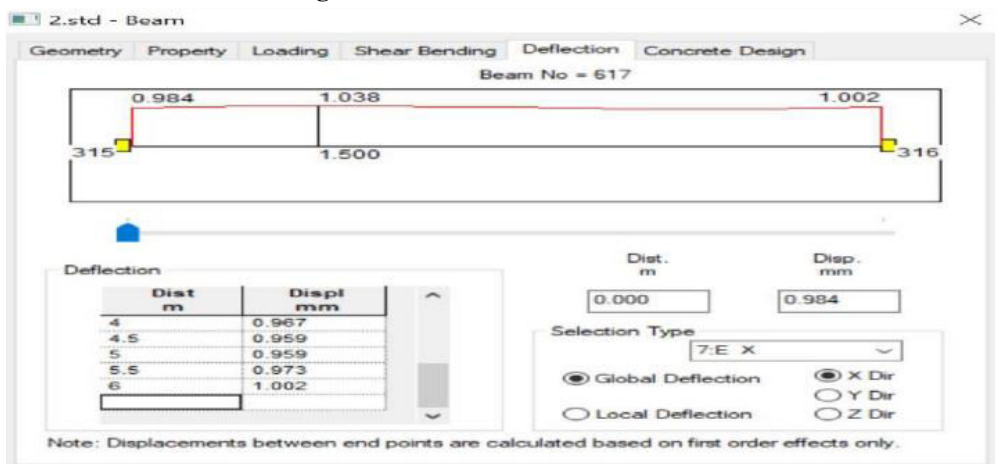 2.std - Beam
Geometry Property Loading Shear Bending Deflection Concrete Design
Beam No = 617
0.984 1.038 1.002
315 1.500 316
Deflection
Dist
m
Displ
mm
4 0.967
4.5 0.959
5 0.959
5.5 0.973
6 1.002
Dist.
m
Disp.
mm
0.000 0.984
Selection Type
7:E X
Global Deflection
Local Deflection
X Dir
Y Dir
Z Dir
Note: Displacements between end points are calculated based on first order effects only.